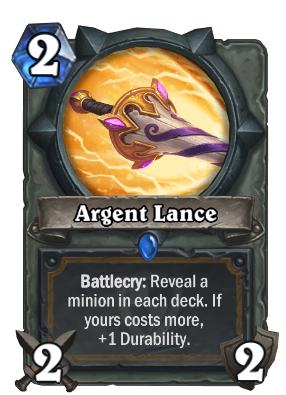 2
Argent Lance
Battlecry: Reveal a
minion in each deck. If
yours costs more,
+1 Durability.
2 2